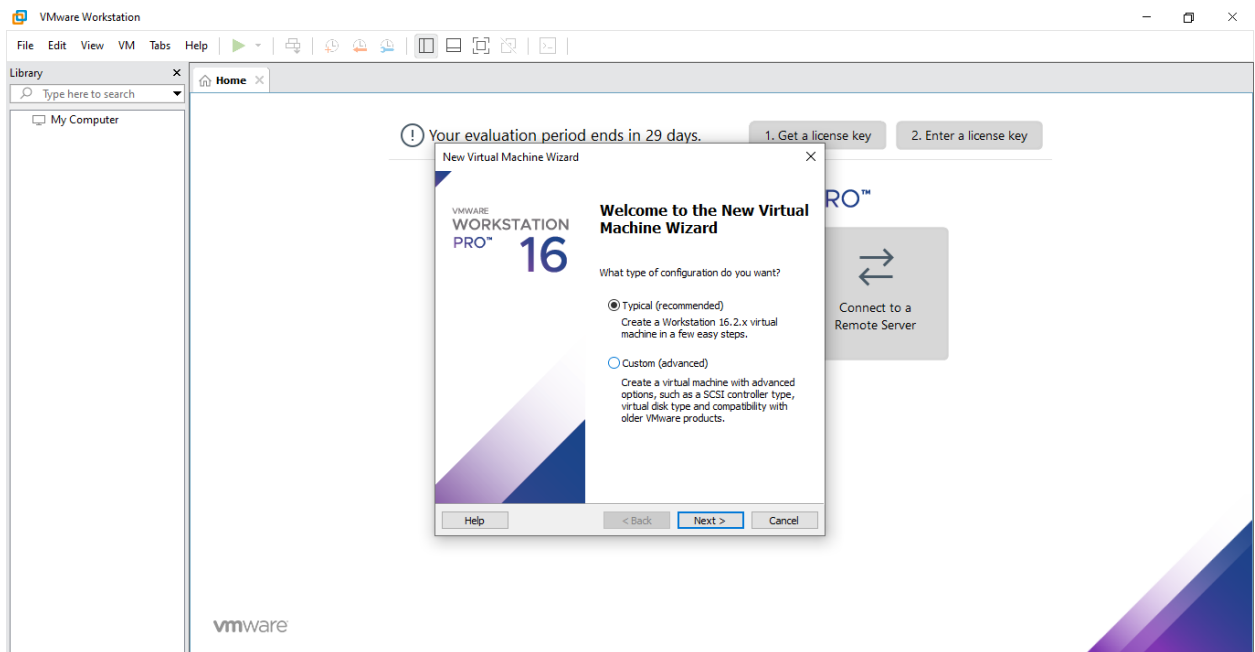 VMware Workstation
File Edit View VM Tabs Help
Library
Type here to search
My Computer
Home
Your evaluation period ends in 29 days.
1. Get a license key
2. Enter a license key
New Virtual Machine Wizard
VMWARE
WORKSTATION
PRO™ 16
Welcome to the New Virtual
Machine Wizard
What type of configuration do you want?
Typical (recommended)
Create a Workstation 16.2.x virtual
machine in a few easy steps.
Custom (advanced)
Create a virtual machine with advanced
options, such as a SCSI controller type,
virtual disk type and compatibility with
older VMware products.
Help
< Back
Next >
Cancel
RO™
Connect to a
Remote Server
vmware